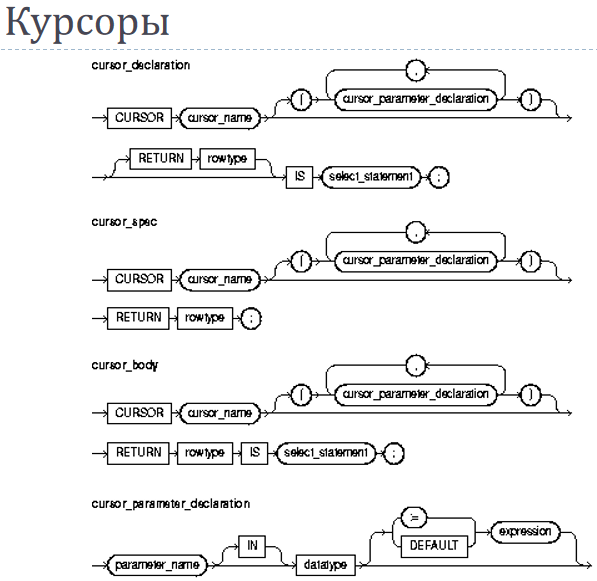 Курсоры
cursor_declaration
,
( cursor_parameter_declaration )
CURSOR cursor_name
RETURN rowtype
IS select_statement ;
cursor_spec
,
( cursor_parameter_declaration )
CURSOR cursor_name
RETURN rowtype ;
cursor_body
,
( cursor_parameter_declaration )
CURSOR cursor_name
RETURN rowtype IS select_statement ;
cursor_parameter_declaration
:=
IN DEFAULT expression
parameter_name datatype